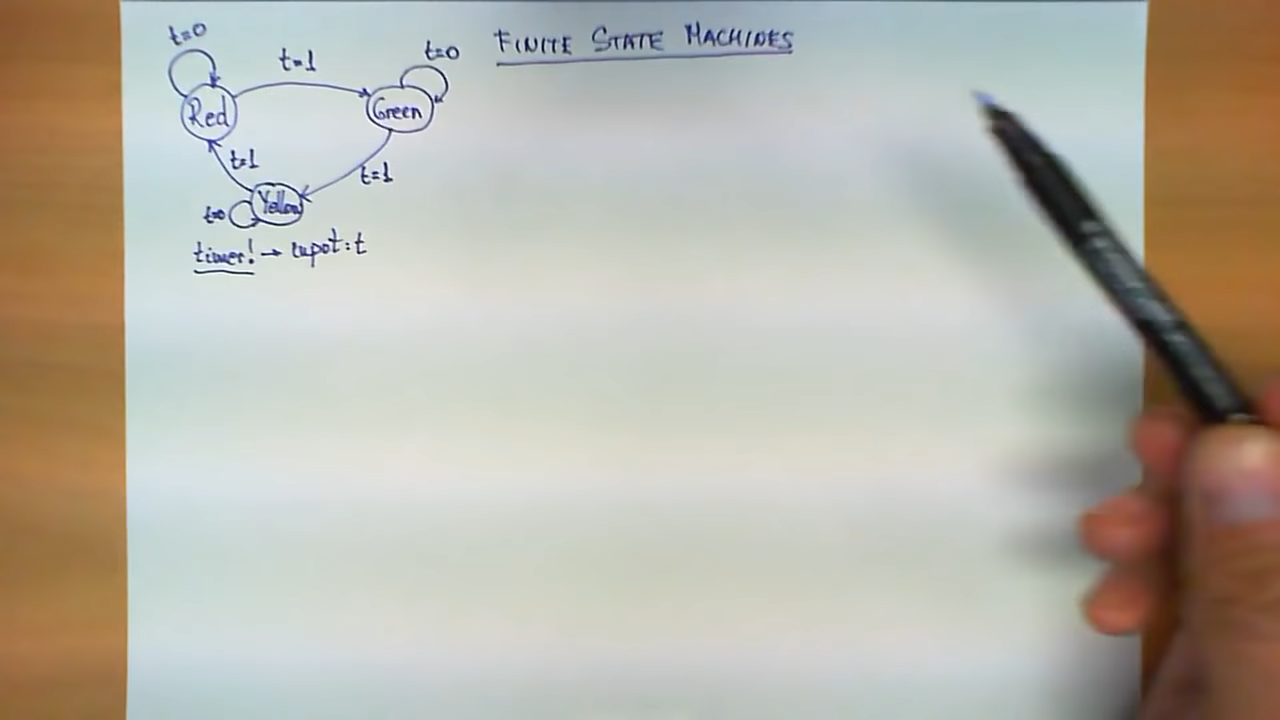 FINITE STATE MACHINES
t=0
t=1
t=0
Red
Green
t=1
t=1
t=0
Yellow
timer! → input: t